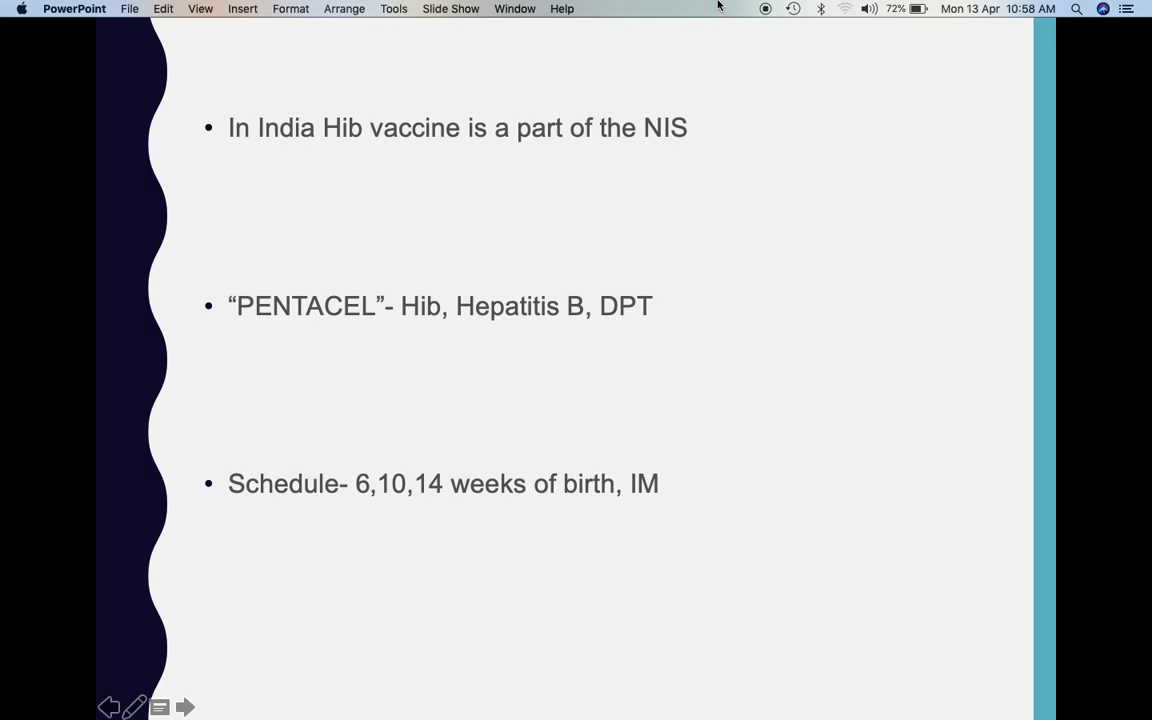 PowerPoint File Edit View Insert Format Arrange Tools Slide Show Window Help 72% Mon 13 Apr 10:58 AM
• In India Hib vaccine is a part of the NIS
• “PENTACEL”- Hib, Hepatitis B, DPT
• Schedule- 6,10,14 weeks of birth, IM